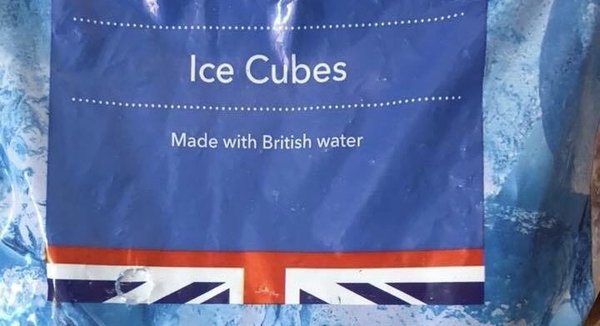 Ice Cubes
Made with British water